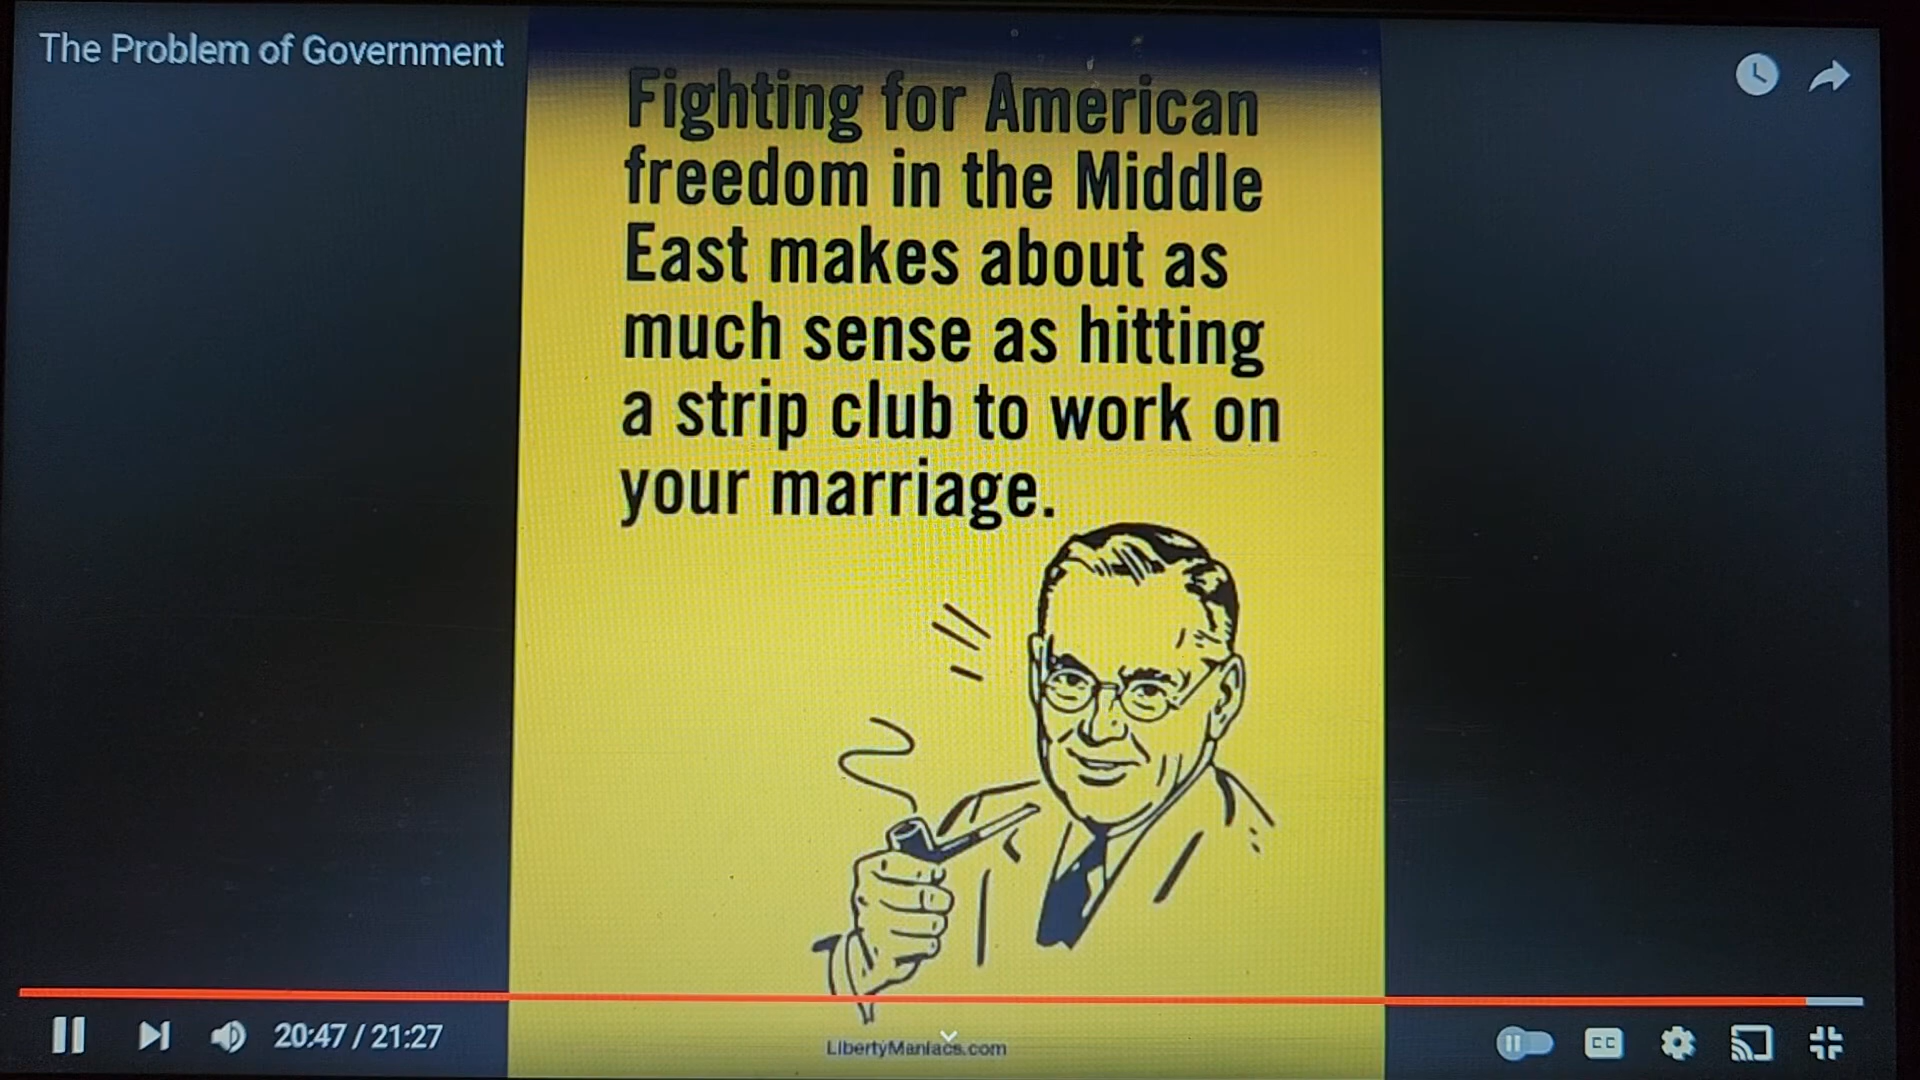 The Problem of Government
Fighting for American
freedom in the Middle
East makes about as
much sense as hitting
a strip club to work on
your marriage.
LibertyManiacs.com
20:47 / 21:27
CC